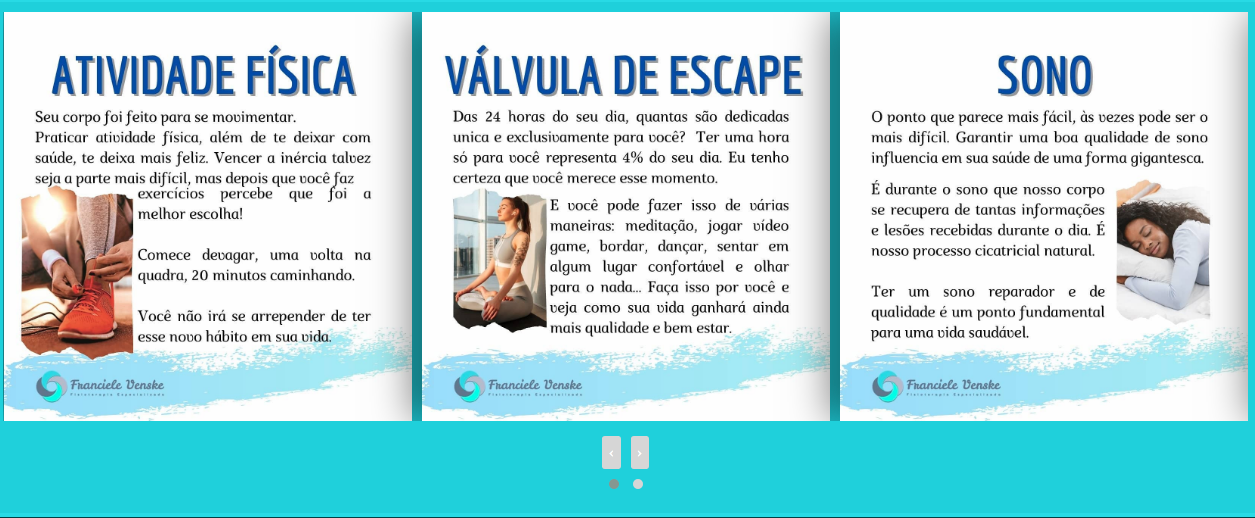 ATIVIDADE FÍSICA
Seu corpo foi feito para se movimentar.
Praticar atividade física, além de te deixar com
saúde, te deixa mais feliz. Vencer a inércia talvez
seja a parte mais difícil, mas depois que você faz
exercícios percebe que foi a
melhor escolha!
Comece devagar, uma volta na
quadra, 20 minutos caminhando.
Você não irá se arrepender de ter
esse novo hábito em sua vida.
Franciele Venske
Fisioterapia Especializada
VÁLVULA DE ESCAPE
Das 24 horas do seu dia, quantas são dedicadas
unica e exclusivamente para você? Ter uma hora
só para você representa 4% do seu dia. Eu tenho
certeza que você merece esse momento.
E você pode fazer isso de várias
maneiras: meditação, jogar vídeo
game, bordar, dançar, sentar em
algum lugar confortável e olhar
para o nada... Faça isso por você e
veja como sua vida ganhará ainda
mais qualidade e bem estar.
Franciele Venske
Fisioterapia Especializada
SONO
O ponto que parece mais fácil, às vezes pode ser o
mais difícil. Garantir uma boa qualidade de sono
influencia em sua saúde de uma forma gigantesca.
É durante o sono que nosso corpo
se recupera de tantas informações
e lesões recebidas durante o dia. É
nosso processo cicatricial natural.
Ter um sono reparador e de
qualidade é um ponto fundamental
para uma vida saudável.
Franciele Venske
Fisioterapia Especializada